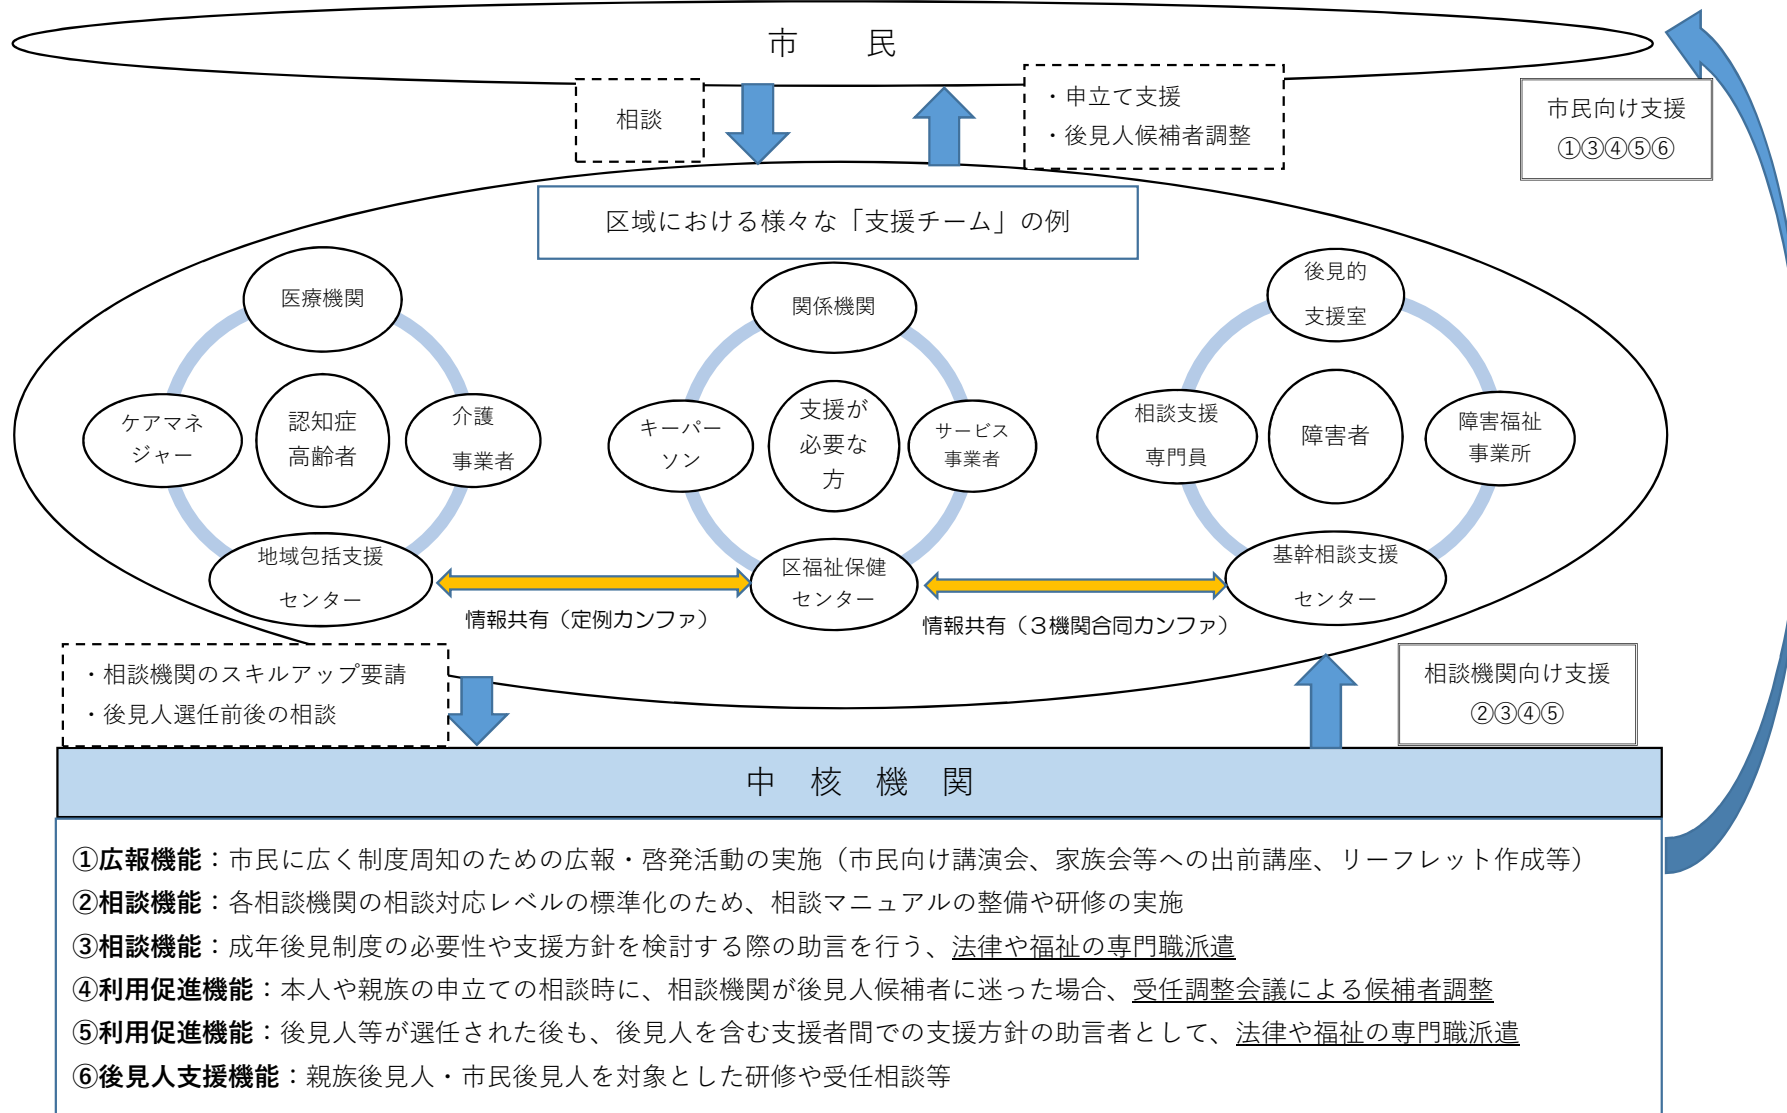 市　民
相談
・申立て支援
・後見人候補者調整
市民向け支援
①③④⑤⑥
区域における様々な「支援チーム」の例
医療機関
ケアマネ
ジャー
認知症
高齢者
介護
事業者
地域包括支援
センター
関係機関
キーパー
ソン
支援が
必要な
方
サービス
事業者
区福祉保健
センター
後見的
支援室
相談支援
専門員
障害者
障害福祉
事業所
基幹相談支援
センター
情報共有（定例カンファ）
情報共有（３機関合同カンファ）
・相談機関のスキルアップ要請
・後見人選任前後の相談
相談機関向け支援
②③④⑤
中　核　機　関
①広報機能：市民に広く制度周知のための広報・啓発活動の実施（市民向け講演会、家族会等への出前講座、リーフレット作成等）
②相談機能：各相談機関の相談対応レベルの標準化のため、相談マニュアルの整備や研修の実施
③相談機能：成年後見制度の必要性や支援方針を検討する際の助言を行う、法律や福祉の専門職派遣
④利用促進機能：本人や親族の申立ての相談時に、相談機関が後見人候補者に迷った場合、受任調整会議による候補者調整
⑤利用促進機能：後見人等が選任された後も、後見人を含む支援者間での支援方針の助言者として、法律や福祉の専門職派遣
⑥後見人支援機能：親族後見人・市民後見人を対象とした研修や受任相談等